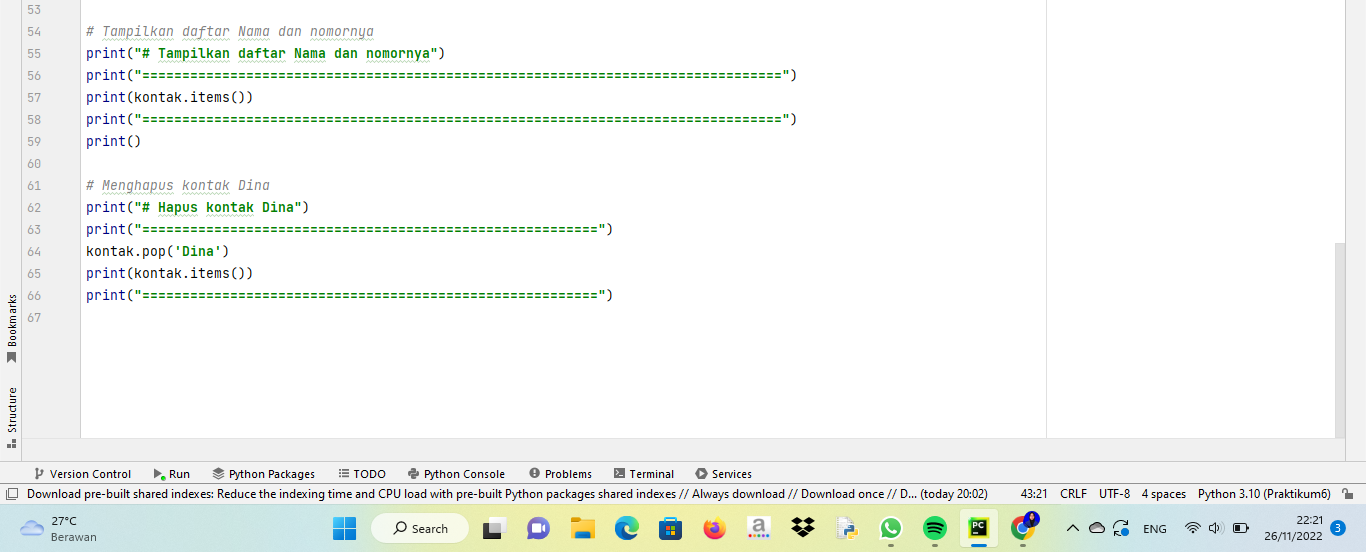 53
54 # Tampilkan daftar Nama dan nomornya
55 print("# Tampilkan daftar Nama dan nomornya")
56 print("================================================================================")
57 print(kontak.items())
58 print("================================================================================")
59 print()
60
61 # Menghapus kontak Dina
62 print("# Hapus kontak Dina")
63 print("=========================================================")
64 kontak.pop('Dina')
65 print(kontak.items())
66 print("=========================================================")
67
Bookmarks
Structure
Version Control Run Python Packages TODO Python Console Problems Terminal Services
Download pre-built shared indexes: Reduce the indexing time and CPU load with pre-built Python packages shared indexes // Always download // Download once // D... (today 20:02) 43:21 CRLF UTF-8 4 spaces Python 3.10 (Praktikum6)
27°C
Berawan
Search
a
PC
ENG
22:21
26/11/2022
3